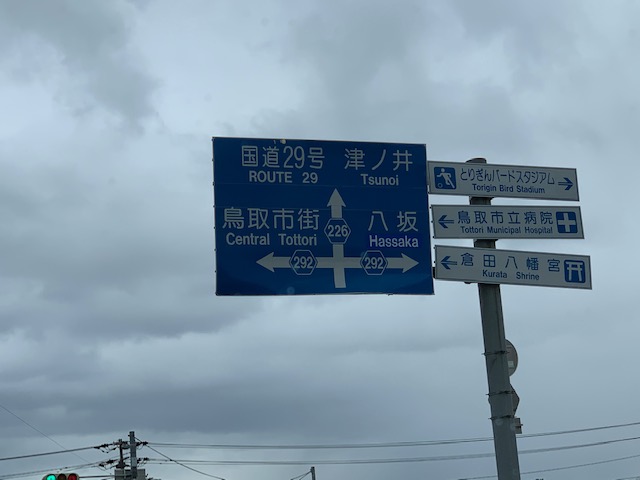 国道29号 津ノ井
ROUTE 29 Tsunoi
鳥取市街 八坂
Central Tottori Hassaka
226
292 292
とりぎんバードスタジアム
Torigin Bird Stadium
鳥取市立病院
Tottori Municipal Hospital
倉田八幡宮
Kurata Shrine